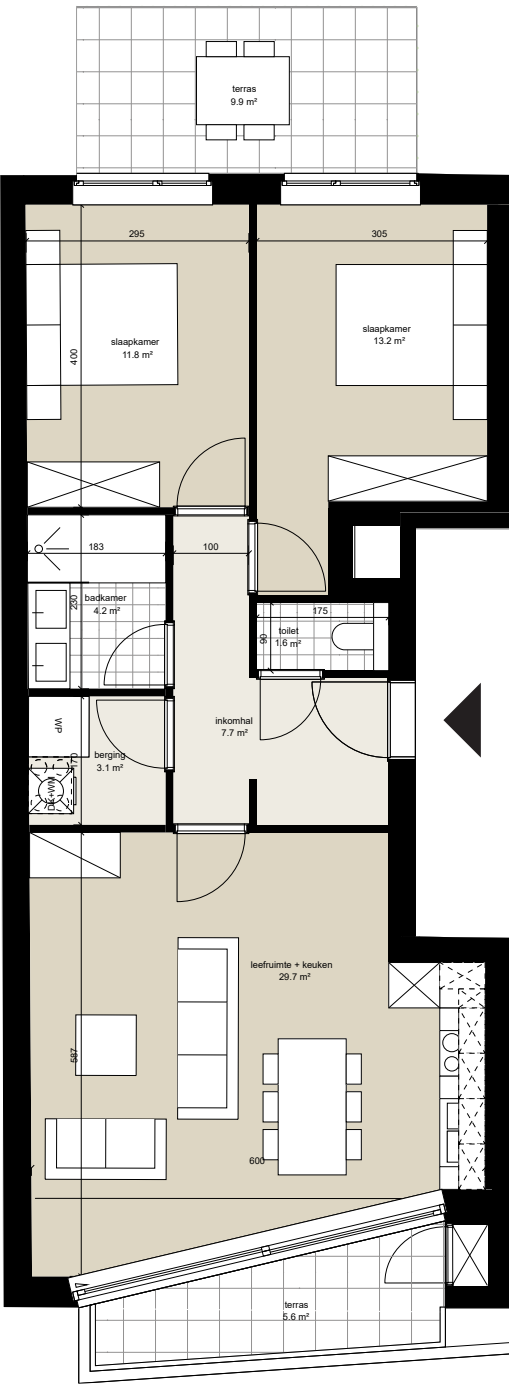 terras
9.9 m²
295
305
slaapkamer
11.8 m²
slaapkamer
13.2 m²
400
183
100
badkamer
4.2 m²
230
175
toilet
1.6 m²
90
inkomhal
7.7 m²
WP
berging
3.1 m²
170
DK+WM
leefruimte + keuken
29.7 m²
587
600
terras
5.6 m²